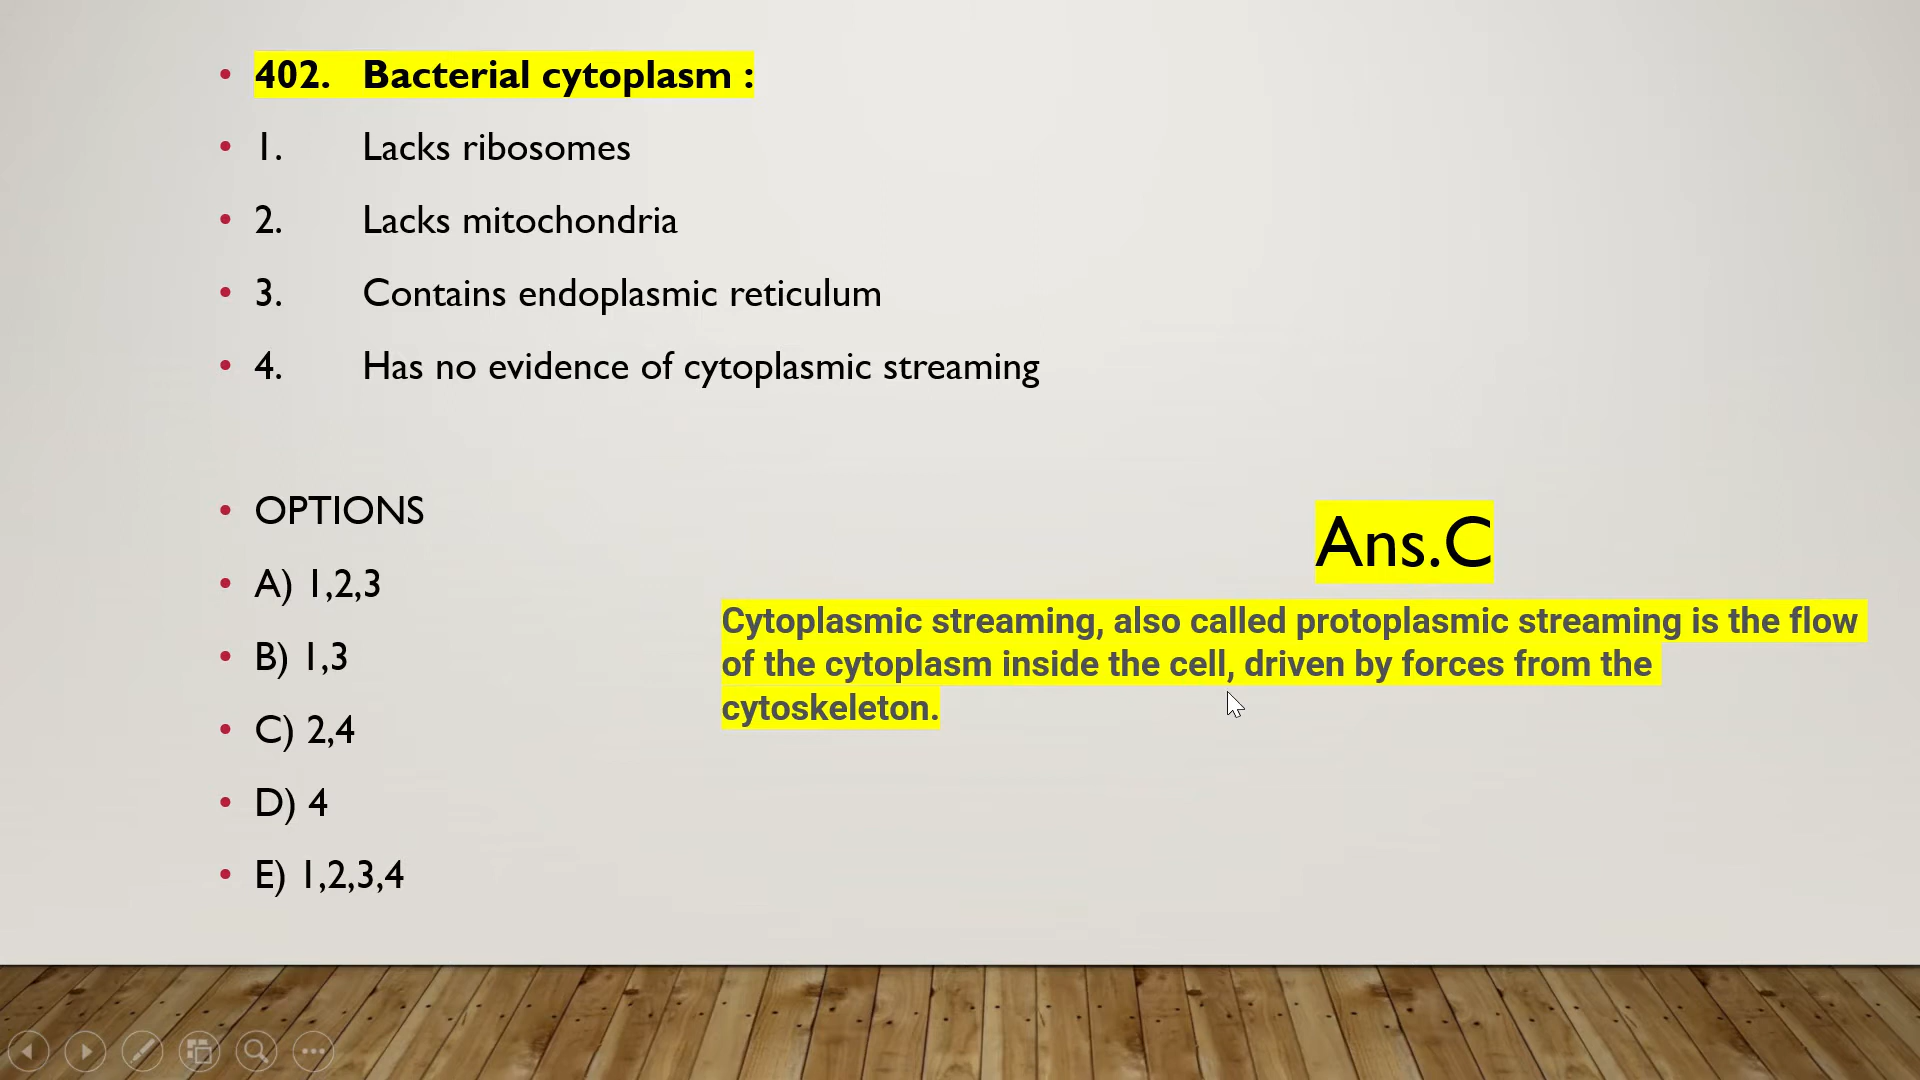 402. Bacterial cytoplasm :
1. Lacks ribosomes
2. Lacks mitochondria
3. Contains endoplasmic reticulum
4. Has no evidence of cytoplasmic streaming
OPTIONS
A) 1,2,3
B) 1,3
C) 2,4
D) 4
E) 1,2,3,4
Ans.C
Cytoplasmic streaming, also called protoplasmic streaming is the flow
of the cytoplasm inside the cell, driven by forces from the
cytoskeleton.